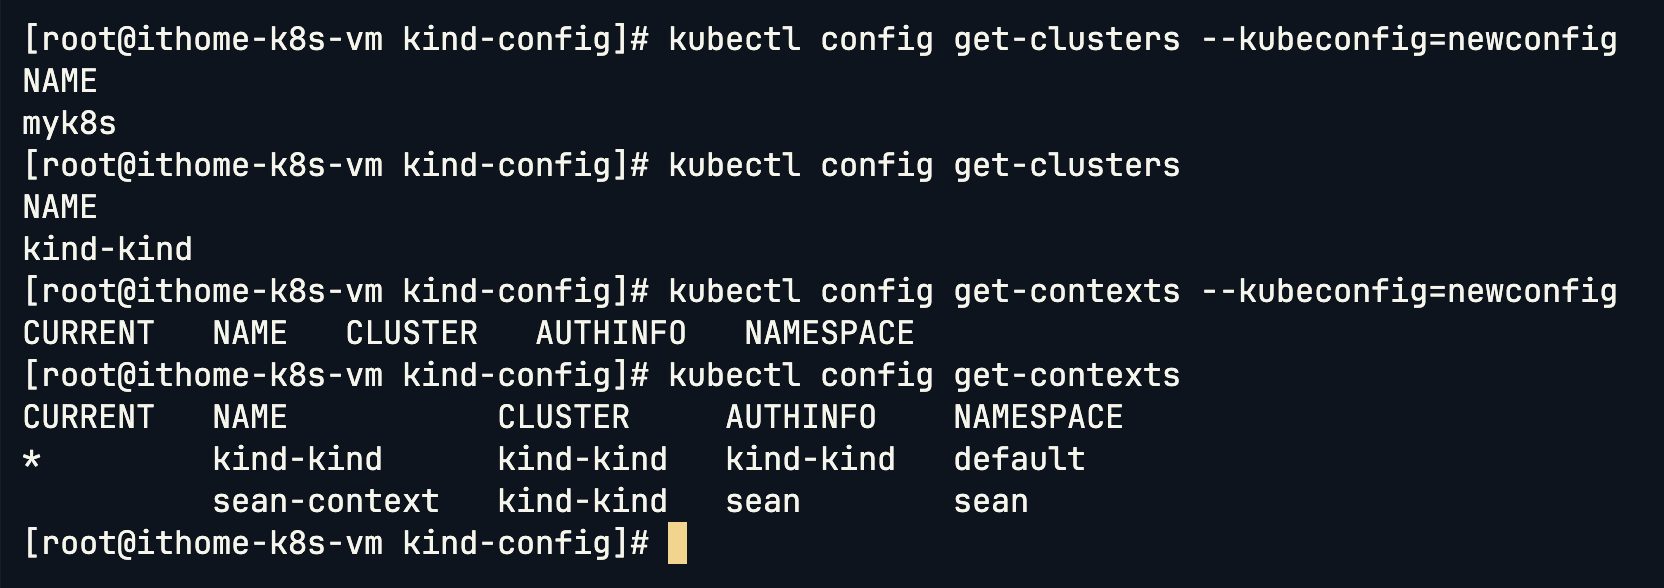 [root@ithome-k8s-vm kind-config]# kubectl config get-clusters --kubeconfig=newconfig
NAME
myk8s
[root@ithome-k8s-vm kind-config]# kubectl config get-clusters
NAME
kind-kind
[root@ithome-k8s-vm kind-config]# kubectl config get-contexts --kubeconfig=newconfig
CURRENT   NAME   CLUSTER   AUTHINFO   NAMESPACE
[root@ithome-k8s-vm kind-config]# kubectl config get-contexts
CURRENT   NAME           CLUSTER     AUTHINFO    NAMESPACE
*         kind-kind      kind-kind   kind-kind   default
          sean-context   kind-kind   sean        sean
[root@ithome-k8s-vm kind-config]#